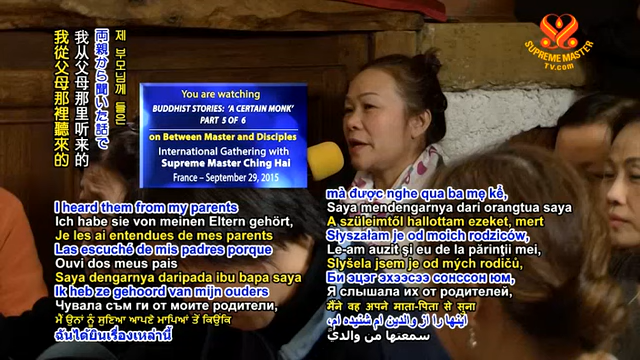 SUPREME MASTER
TV.com
我從父母那裡聽來的
我从父母那里听来的
両親から聞いた話で
제 부모님께 들은
You are watching
BUDDHIST STORIES: 'A CERTAIN MONK'
PART 5 OF 6
on Between Master and Disciples
International Gathering with
Supreme Master Ching Hai
France – September 29, 2015
I heard them from my parents
Ich habe sie von meinen Eltern gehört,
Je les ai entendues de mes parents
Las escuché de mis padres porque
Ouvi dos meus pais
Saya dengarnya daripada ibu bapa saya
Ik heb ze gehoord van mijn ouders
Чувала съм ги от моите родители,
ਮੈਂ ਉਨਾਂ ਨੂੰ ਸੁਣਿਆ ਆਪਣੇ ਮਾਪਿਆਂ ਤੋਂ ਕਿਉਂਕਿ
ฉันได้ยินเรื่องเหล่านี้
mà được nghe qua ba mẹ kể,
Saya mendengarnya dari orangtua saya
A szüleimtől hallottam ezeket, mert
Slyszałam je od moich rodziców,
Le-am auzit și eu de la părinții mei,
Slyšela jsem je od mých rodičů,
Би эцэг эхээсээ сонссон юм,
Я слышала их от родителей,
मैंने वह अपने माता-पिता से सुना
اینها را از والدین ام شنیده ام،
سمعتها من والدي